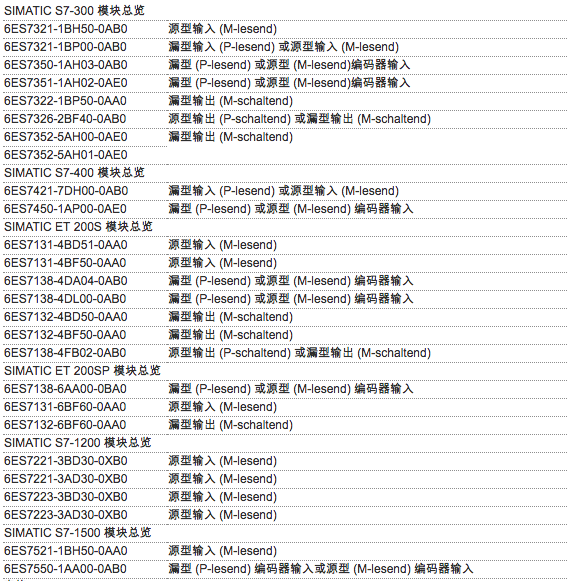 SIMATIC S7-300 模块总览
6ES7321-1BH50-0AB0 源型输入 (M-lesend)
6ES7321-1BP00-0AB0 漏型输入 (P-lesend) 或源型输入 (M-lesend)
6ES7350-1AH03-0AB0 漏型 (P-lesend) 或源型 (M-lesend)编码器输入
6ES7351-1AH02-0AE0 漏型 (P-lesend) 或源型 (M-lesend)编码器输入
6ES7322-1BP50-0AA0 漏型输出 (M-schaltend)
6ES7326-2BF40-0AB0 源型输出 (P-schaltend) 或漏型输出 (M-schaltend)
6ES7352-5AH00-0AE0 漏型输出 (M-schaltend)
6ES7352-5AH01-0AE0
SIMATIC S7-400 模块总览
6ES7421-7DH00-0AB0 漏型输入 (P-lesend) 或源型输入 (M-lesend)
6ES7450-1AP00-0AE0 漏型 (P-lesend) 或源型 (M-lesend) 编码器输入
SIMATIC ET 200S 模块总览
6ES7131-4BD51-0AA0 源型输入 (M-lesend)
6ES7131-4BF50-0AA0 源型输入 (M-lesend)
6ES7138-4DA04-0AB0 漏型 (P-lesend) 或源型 (M-lesend) 编码器输入
6ES7138-4DL00-0AB0 漏型 (P-lesend) 或源型 (M-lesend) 编码器输入
6ES7132-4BD50-0AA0 漏型输出 (M-schaltend)
6ES7132-4BF50-0AA0 漏型输出 (M-schaltend)
6ES7138-4FB02-0AB0 源型输出 (P-schaltend) 或漏型输出 (M-schaltend)
SIMATIC ET 200SP 模块总览
6ES7138-6AA00-0BA0 漏型 (P-lesend) 或源型 (M-lesend) 编码器输入
6ES7131-6BF60-0AA0 源型输入 (M-lesend)
6ES7132-6BF60-0AA0 漏型输出 (M-schaltend)
SIMATIC S7-1200 模块总览
6ES7221-3BD30-0XB0 源型输入 (M-lesend)
6ES7221-3AD30-0XB0 源型输入 (M-lesend)
6ES7223-3BD30-0XB0 源型输入 (M-lesend)
6ES7223-3AD30-0XB0 源型输入 (M-lesend)
SIMATIC S7-1500 模块总览
6ES7521-1BH50-0AA0 源型输入 (M-lesend)
6ES7550-1AA00-0AB0 漏型 (P-lesend) 编码器输入或源型 (M-lesend) 编码器输入